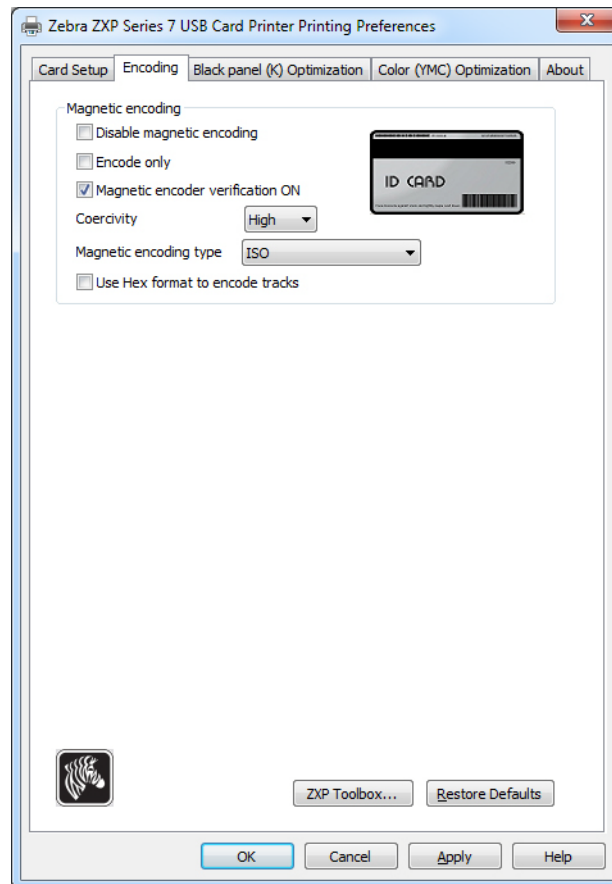 Zebra ZXP Series 7 USB Card Printer Printing Preferences
Card Setup Encoding Black panel (K) Optimization Color (YMC) Optimization About
Magnetic encoding
Disable magnetic encoding
Encode only
Magnetic encoder verification ON
Coercivity High
Magnetic encoding type ISO
Use Hex format to encode tracks
ID CARD
ZXP Toolbox... Restore Defaults
OK Cancel Apply Help